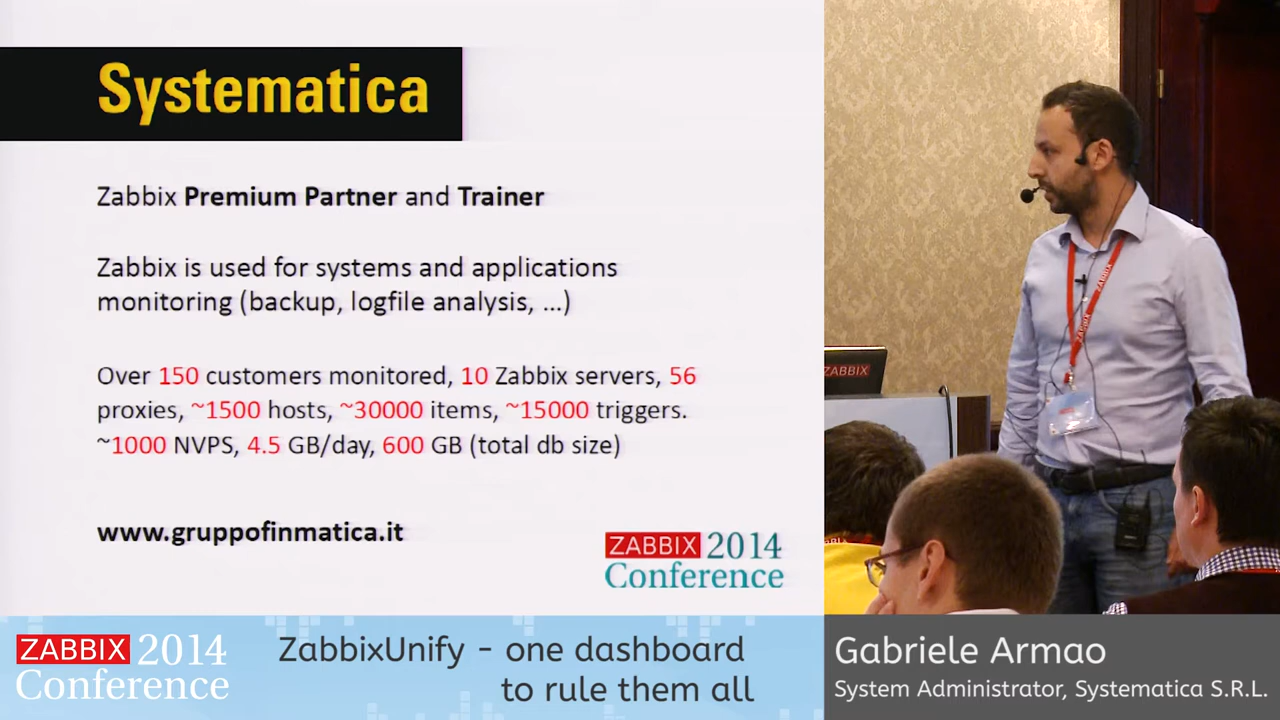 Systematica
Zabbix Premium Partner and Trainer
Zabbix is used for systems and applications
monitoring (backup, logfile analysis, ...)
Over 150 customers monitored, 10 Zabbix servers, 56
proxies, ~1500 hosts, ~30000 items, ~15000 triggers.
~1000 NVPS, 4.5 GB/day, 600 GB (total db size)
www.gruppofinmatica.it
ZABBIX 2014
Conference
ZABBIX
ZABBIX
ZABBIX 2014
Conference
ZabbixUnify - one dashboard
to rule them all
Gabriele Armao
System Administrator, Systematica S.R.L.